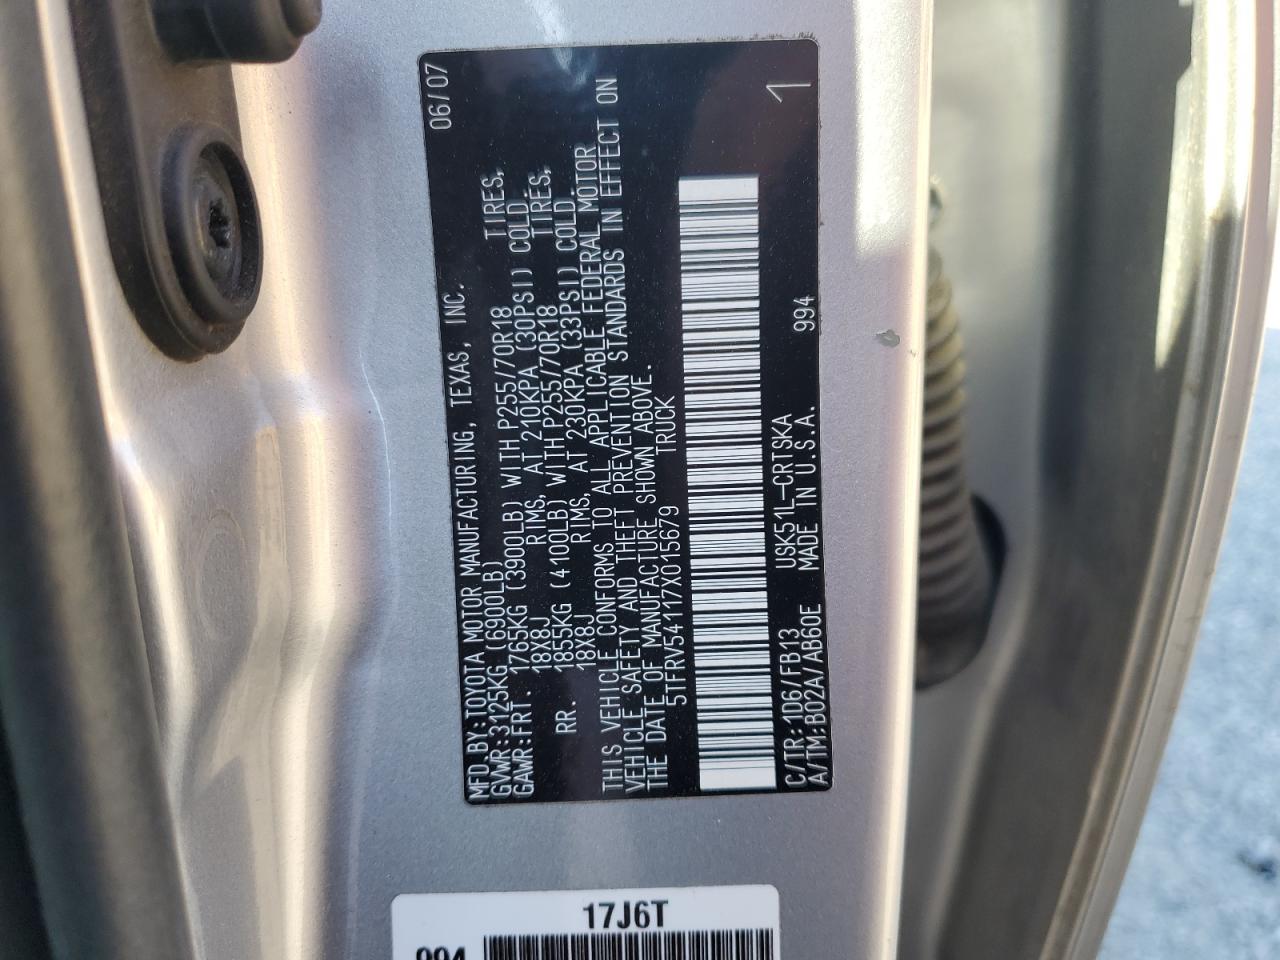 MFD.BY:TOYOTA MOTOR MANUFACTURING, TEXAS, INC. 06/07
GVWR:3125KG (6900LB)
GAWR:FRT. 1765KG (3900LB) WITH P255/70R18 TIRES,
18X8J RIMS, AT 210KPA (30PSI) COLD.
RR. 1855KG (4100LB) WITH P255/70R18 TIRES,
18X8J RIMS, AT 230KPA (33PSI) COLD.
THIS VEHICLE CONFORMS TO ALL APPLICABLE FEDERAL MOTOR
VEHICLE SAFETY AND THEFT PREVENTION STANDARDS IN EFFECT ON
THE DATE OF MANUFACTURE SHOWN ABOVE.
5TFRV54117X015679 TRUCK
1
C/TR:1D6/FB13 USK51L-CRTSKA
A/TM:B02A/AB60E MADE IN U.S.A. 994
17J6T
994